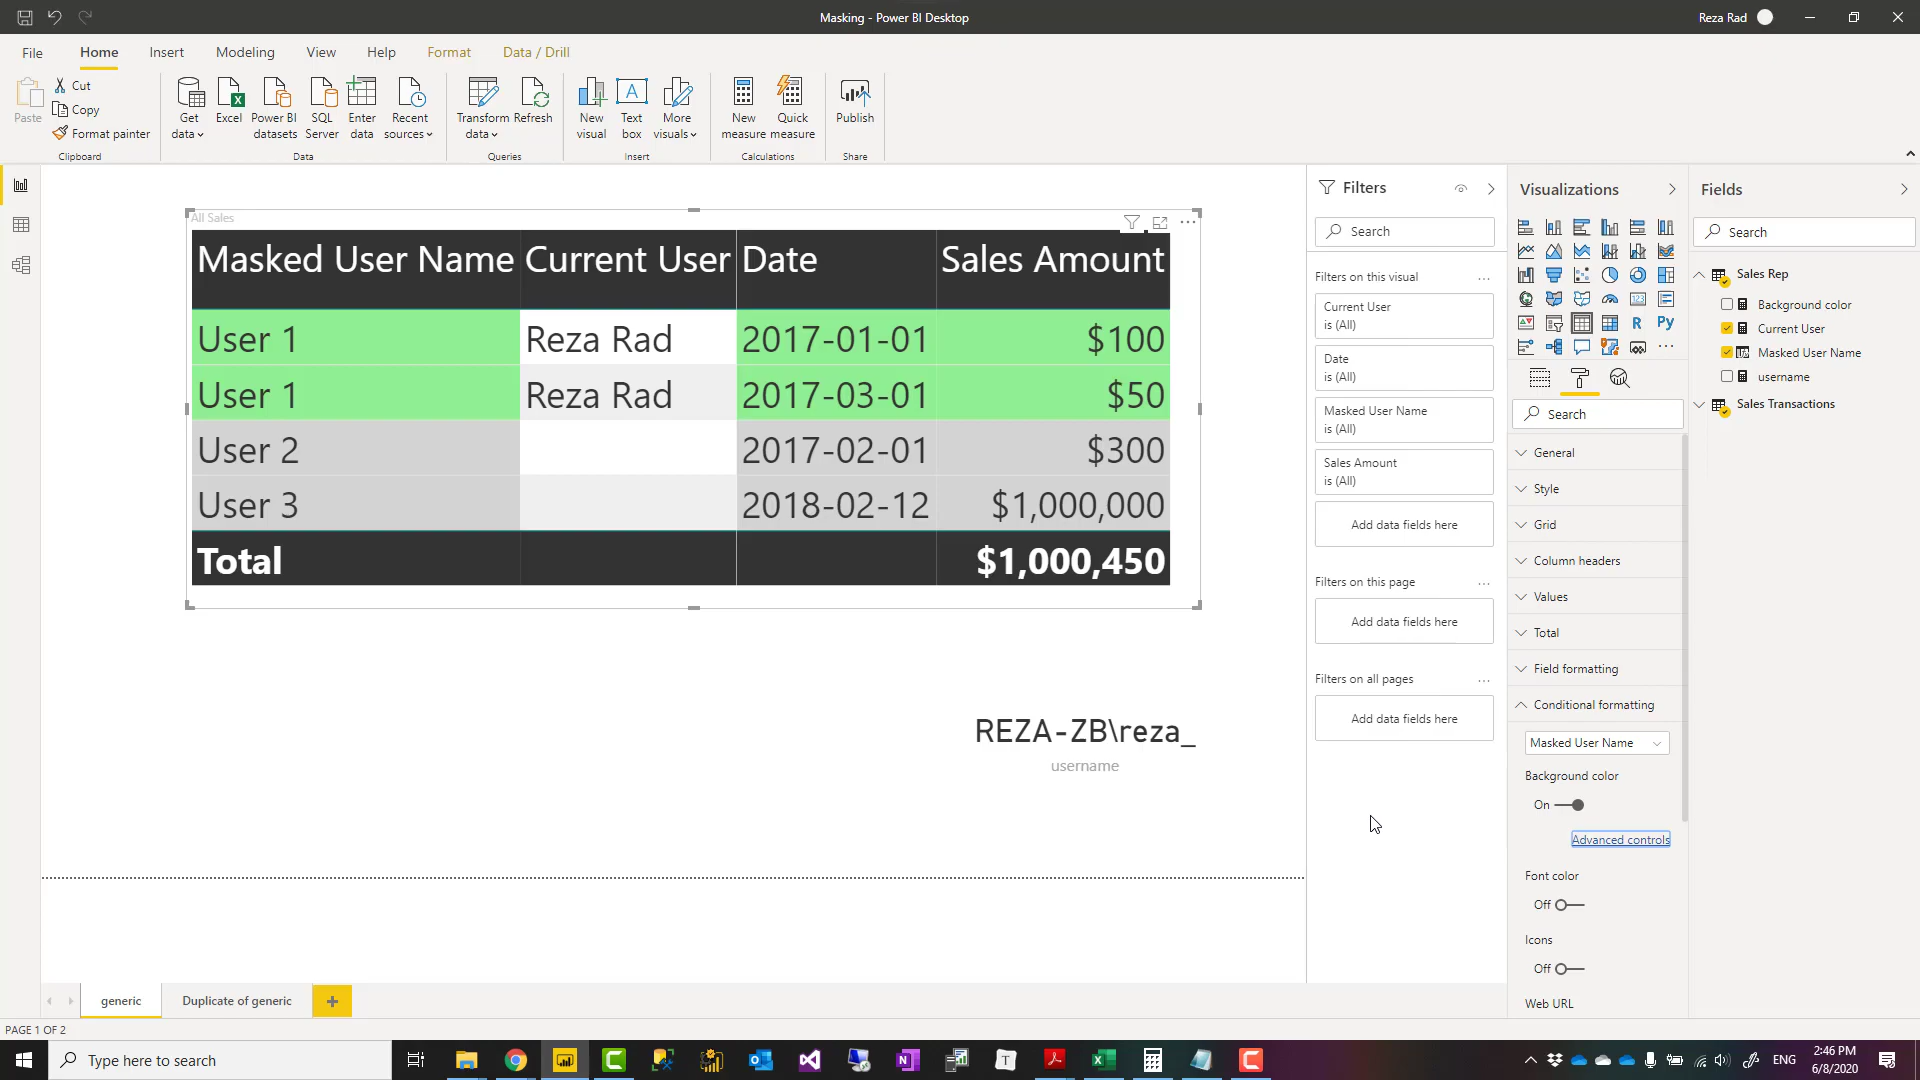 Masking - Power BI Desktop
Reza Rad
File
Home
Insert
Modeling
View
Help
Format
Data / Drill
Paste
Cut
Copy
Format painter
Clipboard
Get data
Excel
Power BI datasets
SQL Server
Enter data
Recent sources
Data
Transform data
Refresh
Queries
New visual
A
Text box
More visuals
Insert
New measure
Quick measure
Calculations
Publish
Share
All Sales
Masked User Name Current User Date Sales Amount
User 1 Reza Rad 2017-01-01 $100
User 1 Reza Rad 2017-03-01 $50
User 2 2017-02-01 $300
User 3 2018-02-12 $1,000,000
Total $1,000,450
REZA-ZB\reza_
username
Filters
Search
Filters on this visual
Current User
is (All)
Date
is (All)
Masked User Name
is (All)
Sales Amount
is (All)
Add data fields here
Filters on this page
Add data fields here
Filters on all pages
Add data fields here
Visualizations
123
R
Py
Search
General
Style
Grid
Column headers
Values
Total
Field formatting
Conditional formatting
Masked User Name
Background color
On
Advanced controls
Font color
Off
Icons
Off
Web URL
Fields
Search
Sales Rep
Background color
Current User
Masked User Name
username
Sales Transactions
generic
Duplicate of generic
PAGE 1 OF 2
Type here to search
ENG
2:46 PM
6/8/2020